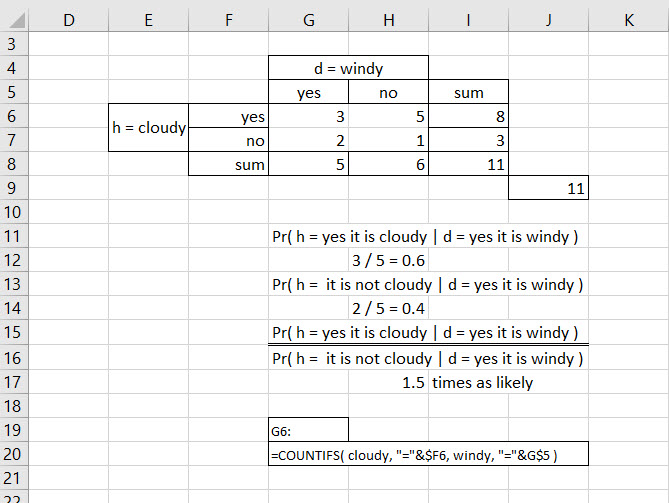 D E F G H I J K
3
4 d = windy
5 yes no sum
6 h = cloudy yes 3 5 8
7 no 2 1 3
8 sum 5 6 11
9 11
10
11 Pr( h = yes it is cloudy | d = yes it is windy )
12 3 / 5 = 0.6
13 Pr( h =  it is not cloudy | d = yes it is windy )
14 2 / 5 = 0.4
15 Pr( h = yes it is cloudy | d = yes it is windy )
16 Pr( h =  it is not cloudy | d = yes it is windy )
17 1.5 times as likely
18
19 G6:
20 =COUNTIFS( cloudy, "="&$F6, windy, "="&G$5 )
21
22